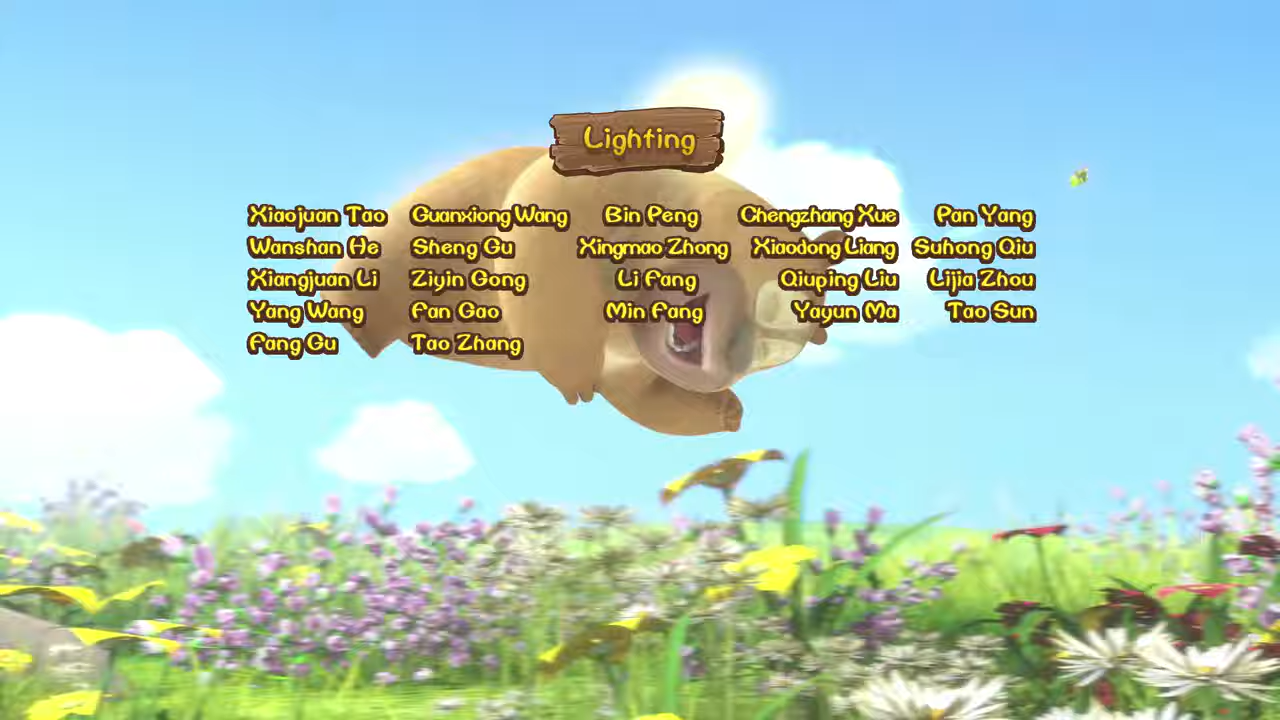 Lighting
Xiaojuan Tao Guanxiong Wang Bin Peng Chengzhang Xue Pan Yang
Wanshan He Sheng Gu Xingmao Zhong Xiaodong Liang Suhong Qiu
Xiangjuan Li Ziyin Gong Li Fang Qiuping Liu Lijia Zhou
Yang Wang Fan Gao Min Fang Yayun Ma Tao Sun
Fang Gu Tao Zhang